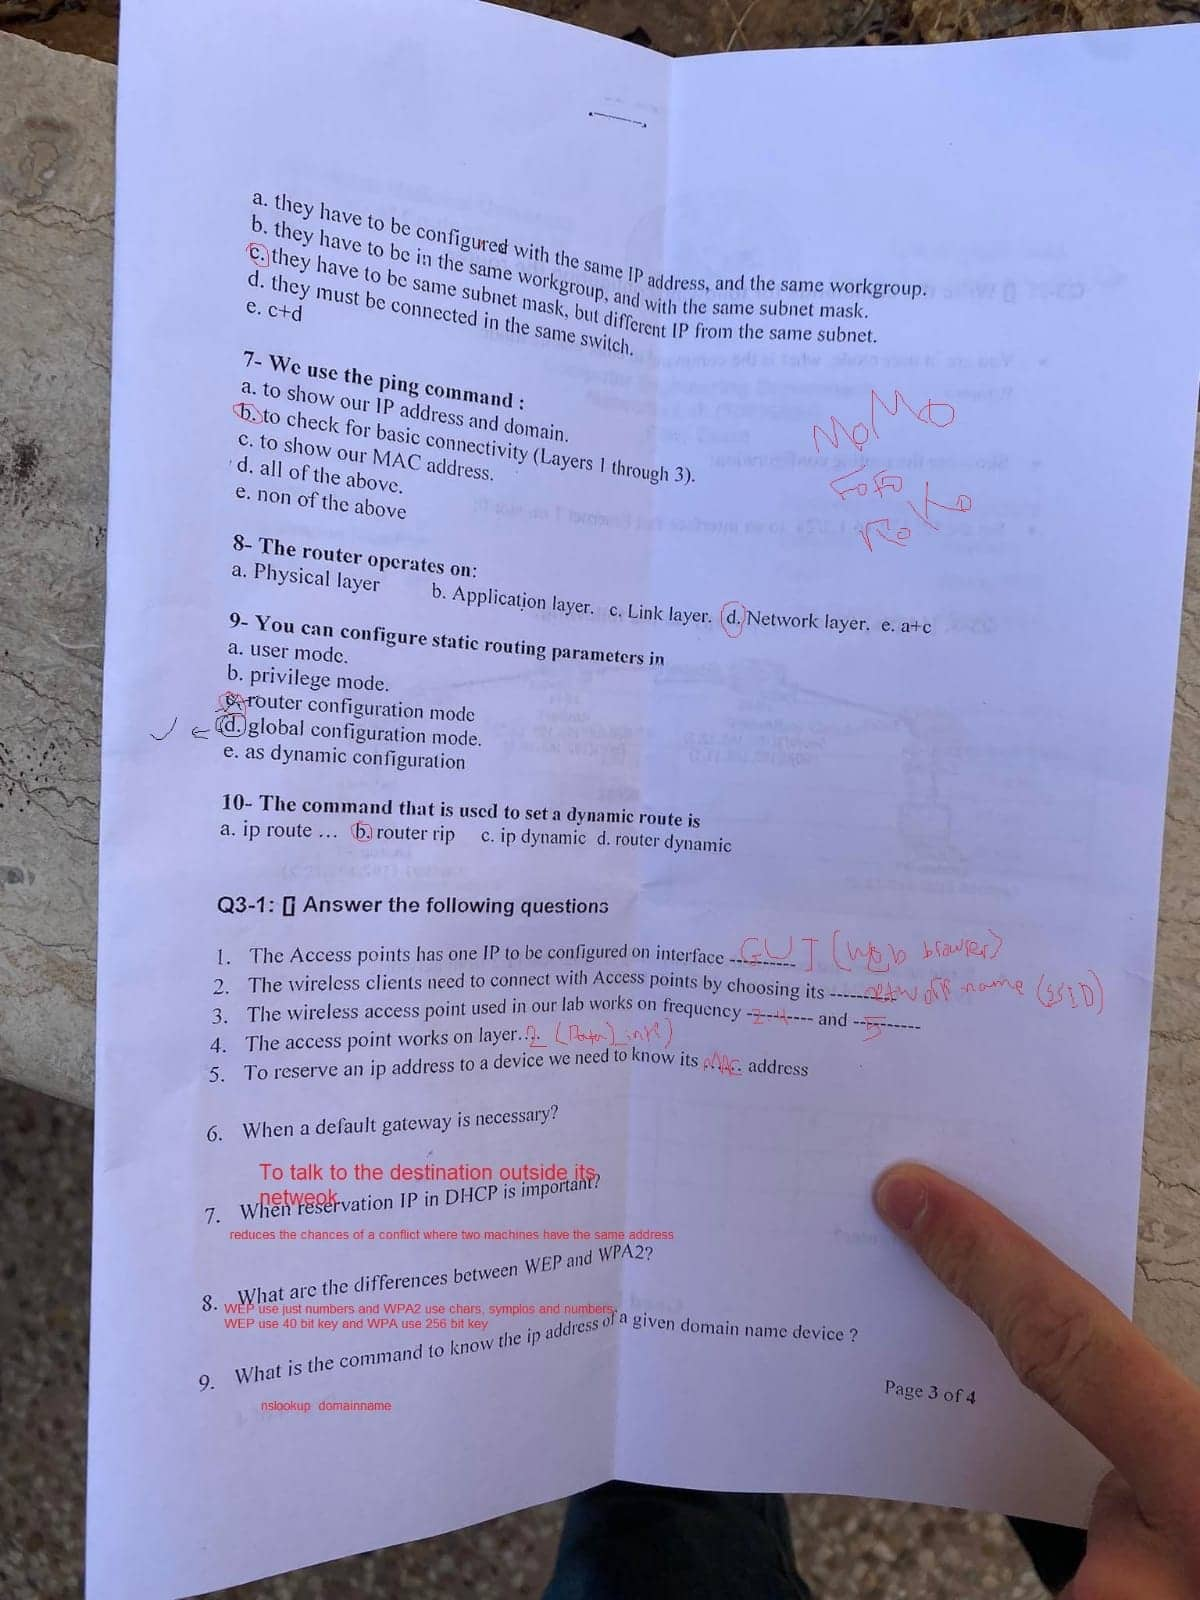 a. they have to be configured with the same IP address, and the same workgroup.
b. they have to be in the same workgroup, and with the same subnet mask.
c. they have to be same subnet mask, but different IP from the same subnet.
d. they must be connected in the same switch.
e. c+d
7- We use the ping command :
a. to show our IP address and domain.
b. to check for basic connectivity (Layers 1 through 3).
c. to show our MAC address.
d. all of the above.
e. non of the above
MoMo
FoFo
KoKo
8- The router operates on:
a. Physical layer b. Application layer. c. Link layer. d. Network layer. e. a+c
9- You can configure static routing parameters in
a. user mode.
b. privilege mode.
c. router configuration mode
d. global configuration mode.
e. as dynamic configuration
10- The command that is used to set a dynamic route is
a. ip route ... b. router rip c. ip dynamic d. router dynamic
Q3-1: [] Answer the following questions
1. The Access points has one IP to be configured on interface ---------- GUI (web browser)
2. The wireless clients need to connect with Access points by choosing its ---------- network name (SSID)
3. The wireless access point used in our lab works on frequency -2.4---- and --5-------
4. The access point works on layer... 2 (Data Link)
5. To reserve an ip address to a device we need to know its MAC. address
6. When a default gateway is necessary?
To talk to the destination outside its
netweok
7. When reservation IP in DHCP is important?
reduces the chances of a conflict where two machines have the same address
8. What are the differences between WEP and WPA2?
WEP use just numbers and WPA2 use chars, symplos and numbers,
WEP use 40 bit key and WPA use 256 bit key
9. What is the command to know the ip address of a given domain name device ?
nslookup domainname
Page 3 of 4